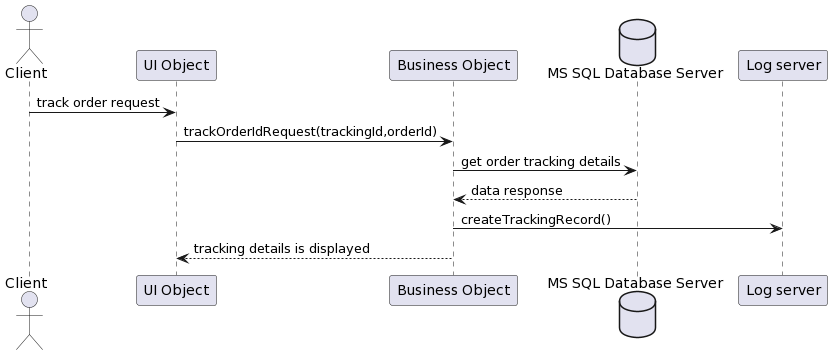 Client
UI Object
Business Object
MS SQL Database Server
Log server
track order request
trackOrderIdRequest(trackingId,orderId)
get order tracking details
data response
createTrackingRecord()
tracking details is displayed
Client
UI Object
Business Object
MS SQL Database Server
Log server